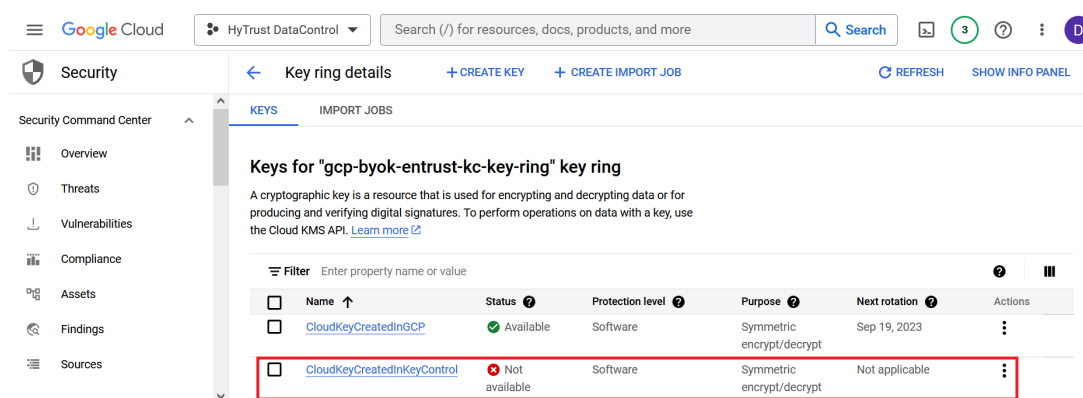 Google Cloud
HyTrust DataControl
Search (/) for resources, docs, products, and more
Search
3
D
Security
Key ring details
+ CREATE KEY
+ CREATE IMPORT JOB
REFRESH
SHOW INFO PANEL
Security Command Center
Overview
Threats
Vulnerabilities
Compliance
Assets
Findings
Sources
KEYS
IMPORT JOBS
Keys for "gcp-byok-entrust-kc-key-ring" key ring
A cryptographic key is a resource that is used for encrypting and decrypting data or for
producing and verifying digital signatures. To perform operations on data with a key, use
the Cloud KMS API. Learn more
Filter Enter property name or value
Name Status Protection level Purpose Next rotation Actions
CloudKeyCreatedInGCP Available Software Symmetric Sep 19, 2023
encrypt/decrypt
CloudKeyCreatedInKeyControl Not Software Symmetric Not applicable
available encrypt/decrypt